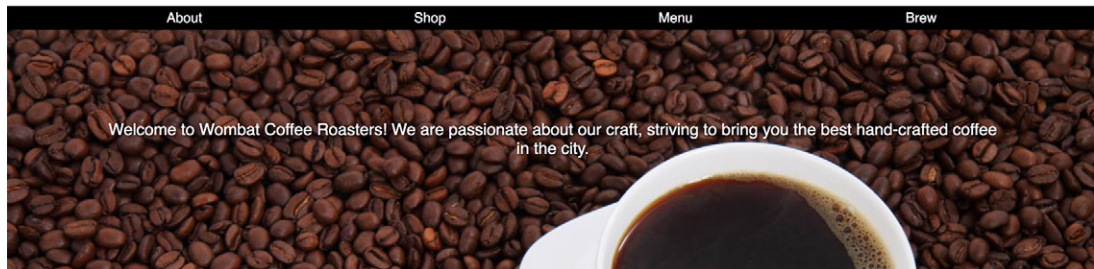 About
Shop
Menu
Brew
Welcome to Wombat Coffee Roasters! We are passionate about our craft, striving to bring you the best hand-crafted coffee
in the city.